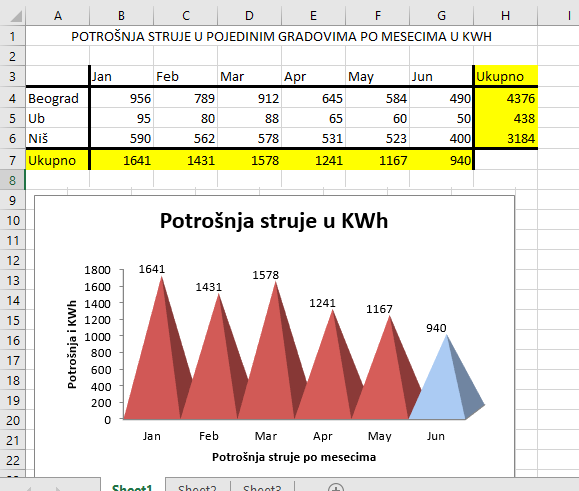 A B C D E F G H I
1 POTROŠNJA STRUJE U POJEDINIM GRADOVIMA PO MESECIMA U KWH
2
3 Jan Feb Mar Apr May Jun Ukupno
4 Beograd 956 789 912 645 584 490 4376
5 Ub 95 80 88 65 60 50 438
6 Niš 590 562 578 531 523 400 3184
7 Ukupno 1641 1431 1578 1241 1167 940
8
9
10 Potrošnja struje u KWh
11
12
13
14
15
16
17
18
19
20
21
22
1800
1600
1400
1200
1000
800
600
400
200
0
Potrošnja i KWh
1641 1431 1578 1241 1167 940
Jan Feb Mar Apr May Jun
Potrošnja struje po mesecima
Sheet1 Sheet2 Sheet3